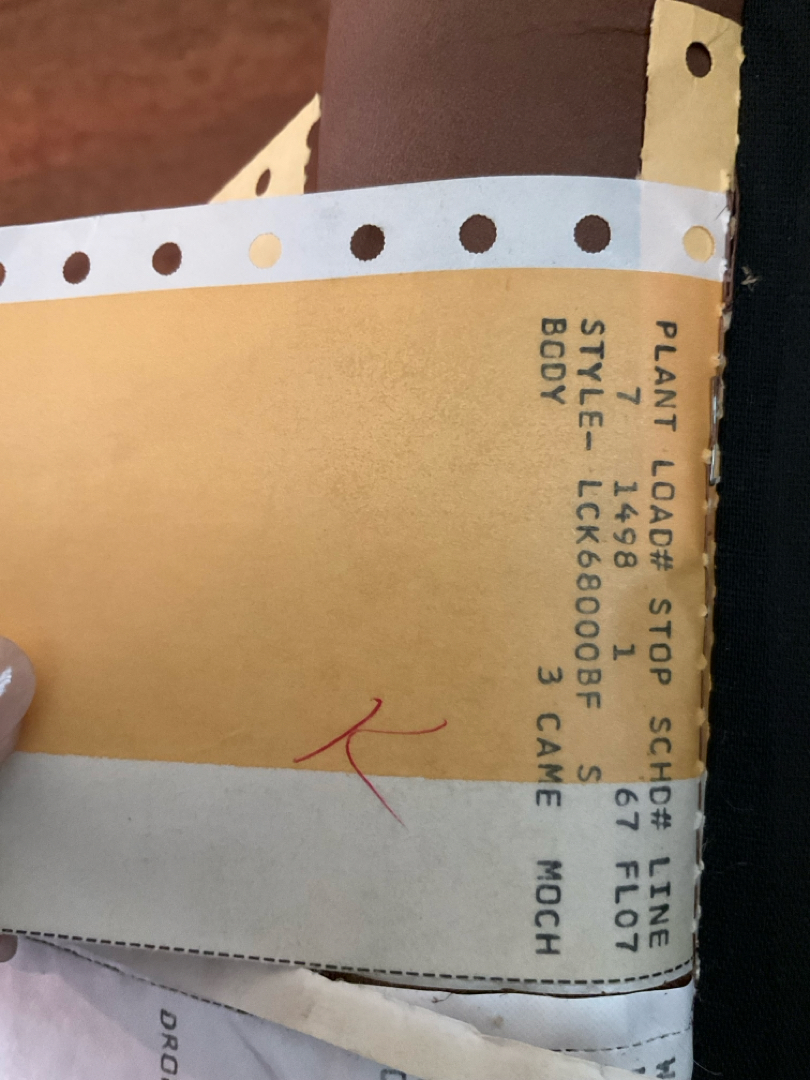 PLANT LOAD# STOP SCHD# LINE
7 1498 1 67 FL07
STYLE- LCK68000BF S
BODY 3 CAME MOCH
K